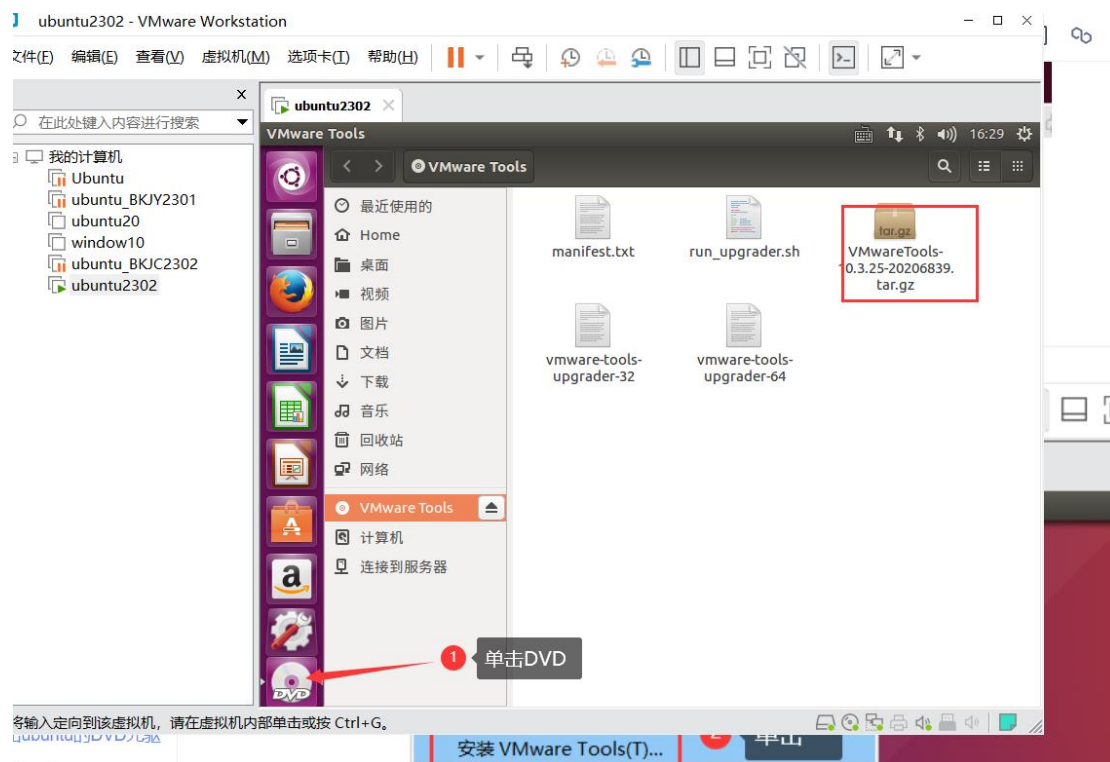 ubuntu2302 - VMware Workstation
文件(F) 编辑(E) 查看(V) 虚拟机(M) 选项卡(T) 帮助(H)
在此处键入内容进行搜索
我的计算机
Ubuntu
ubuntu_BKJY2301
ubuntu20
window10
ubuntu_BKJC2302
ubuntu2302
ubuntu2302
VMware Tools
16:29
VMware Tools
最近使用的
Home
桌面
视频
图片
文档
下载
音乐
回收站
网络
VMware Tools
计算机
连接到服务器
manifest.txt
run_upgrader.sh
tar.gz
VMwareTools-
10.3.25-20206839.
tar.gz
vmware-tools-
upgrader-32
vmware-tools-
upgrader-64
a
DVD
1 单击DVD
将输入定向到该虚拟机，请在虚拟机内部单击或按 Ctrl+G。
安装 VMware Tools(T)...
2 单击